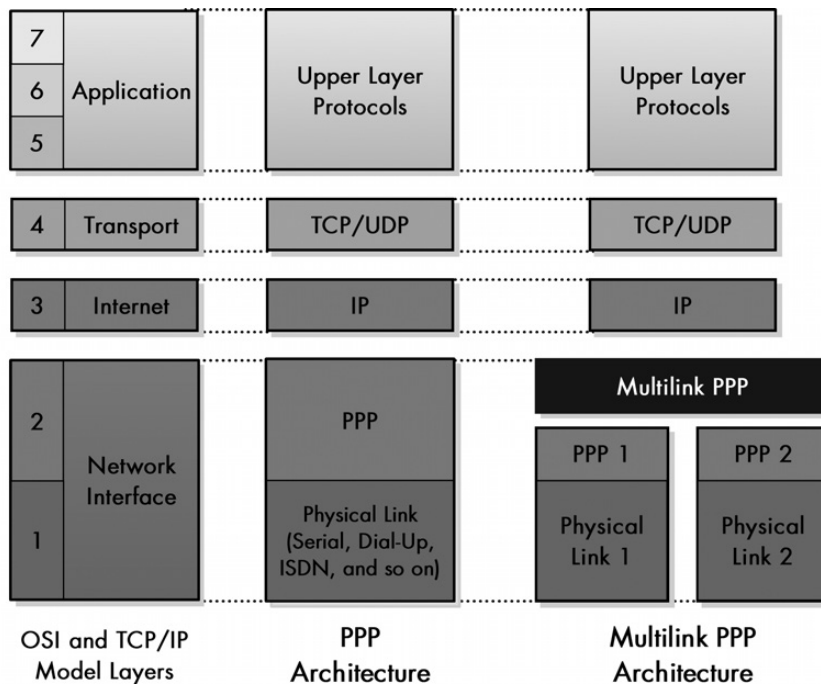 7
6
5
Application
Upper Layer
Protocols
Upper Layer
Protocols
4
Transport
TCP/UDP
TCP/UDP
3
Internet
IP
IP
2
1
Network
Interface
PPP
Physical Link
(Serial, Dial-Up,
ISDN, and so on)
Multilink PPP
PPP 1
PPP 2
Physical
Link 1
Physical
Link 2
OSI and TCP/IP
Model Layers
PPP
Architecture
Multilink PPP
Architecture